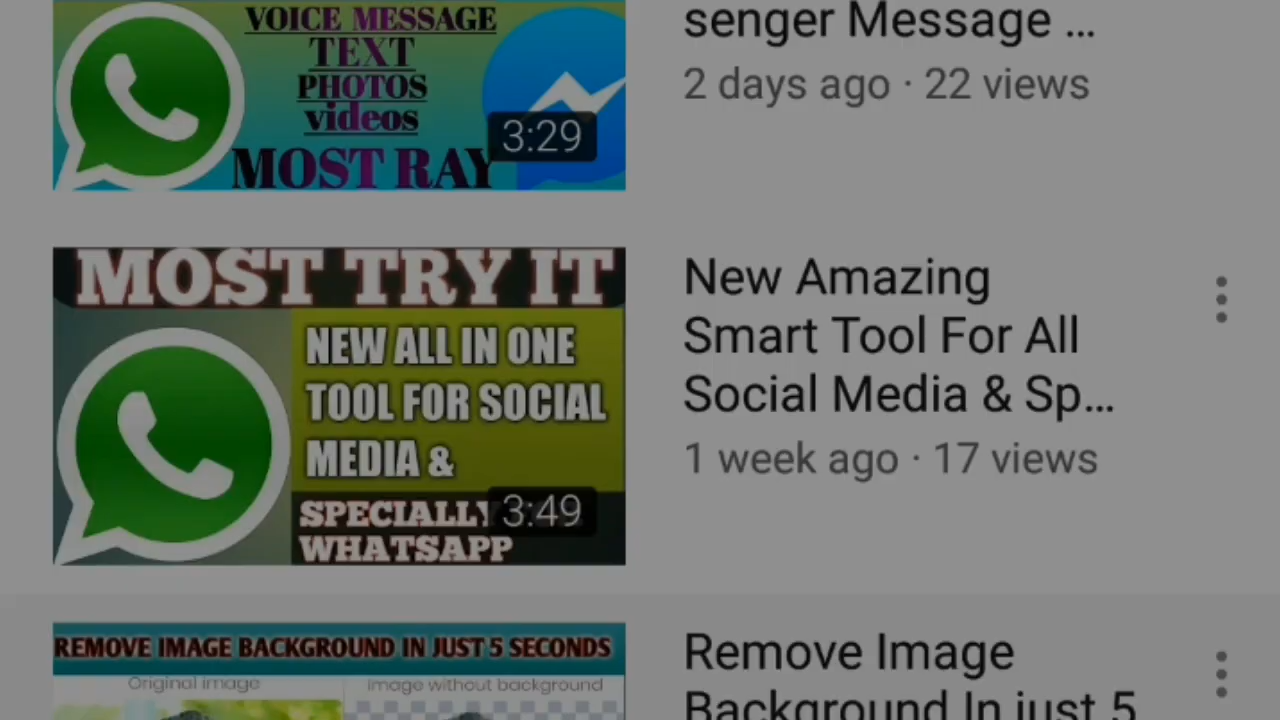 VOICE MESSAGE
TEXT
PHOTOS
videos
MOST RAY
3:29
senger Message ...
2 days ago · 22 views
MOST TRY IT
NEW ALL IN ONE
TOOL FOR SOCIAL
MEDIA &
SPECIALLY
WHATSAPP
3:49
New Amazing
Smart Tool For All
Social Media & Sp...
1 week ago · 17 views
REMOVE IMAGE BACKGROUND IN JUST 5 SECONDS
Original image
Image without background
Remove Image
Background In just 5